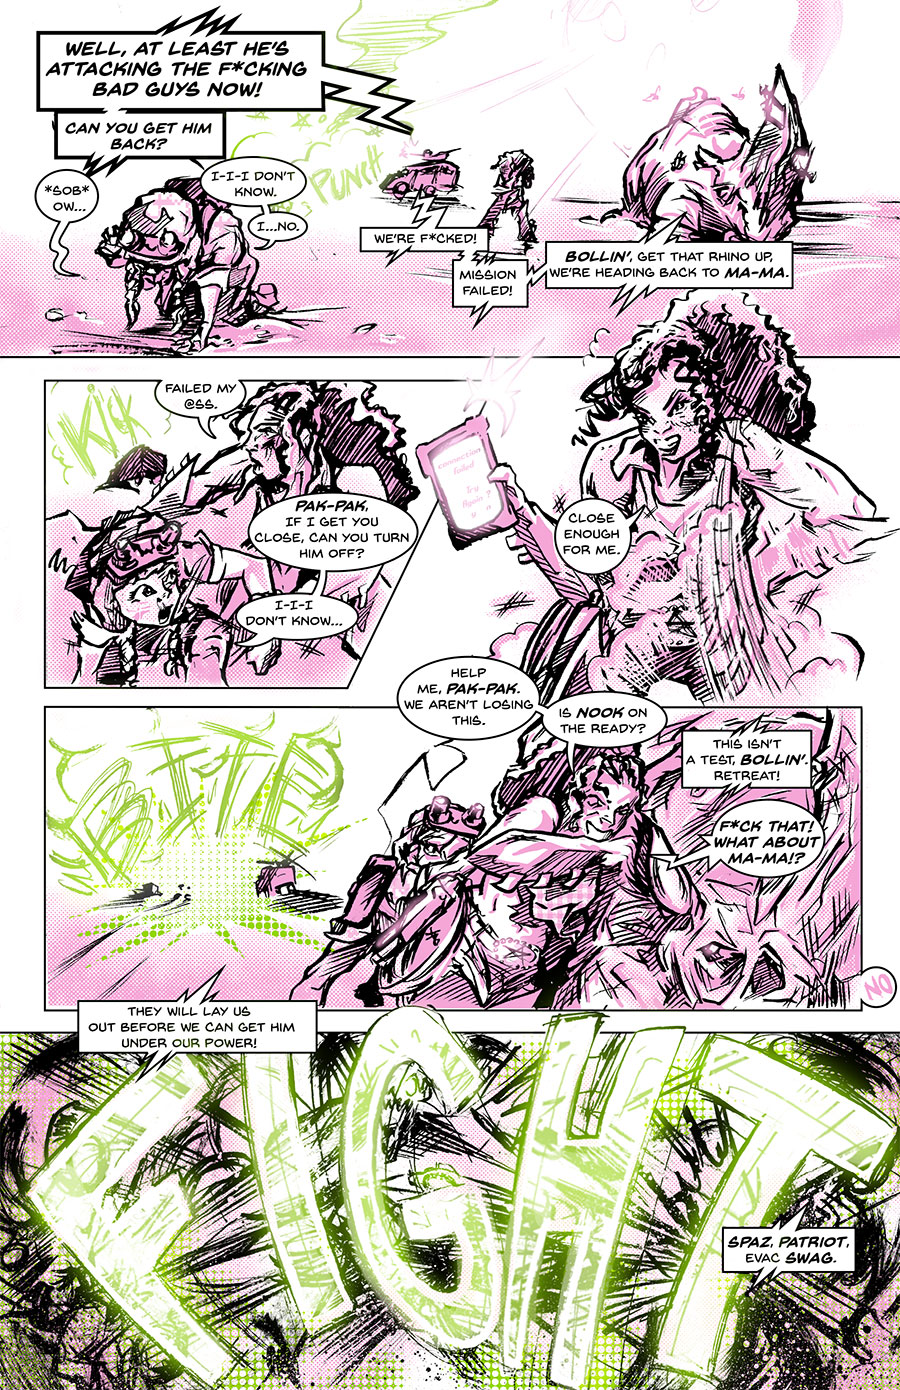 WELL, AT LEAST HE'S
ATTACKING THE F*CKING
BAD GUYS NOW!
CAN YOU GET HIM
BACK?
*SOB*
OW...
I-I-I DON'T
KNOW.
I...NO.
PUNCH
WE'RE F*CKED!
MISSION
FAILED!
BOLLIN', GET THAT RHINO UP,
WE'RE HEADING BACK TO MA-MA.
KICK
FAILED MY
@SS.
PAK-PAK,
IF I GET YOU
CLOSE, CAN YOU TURN
HIM OFF?
I-I-I
DON'T KNOW...
connection
failed
Try
Again ?
CLOSE
ENOUGH
FOR ME.
HELP
ME, PAK-PAK.
WE AREN'T LOSING
THIS.
IS NOOK ON
THE READY?
BITE
THIS ISN'T
A TEST, BOLLIN'.
RETREAT!
F*CK THAT!
WHAT ABOUT
MA-MA!?
NO
THEY WILL LAY US
OUT BEFORE WE CAN GET HIM
UNDER OUR POWER!
FIGHT
SPAZ, PATRIOT,
EVAC SWAG.